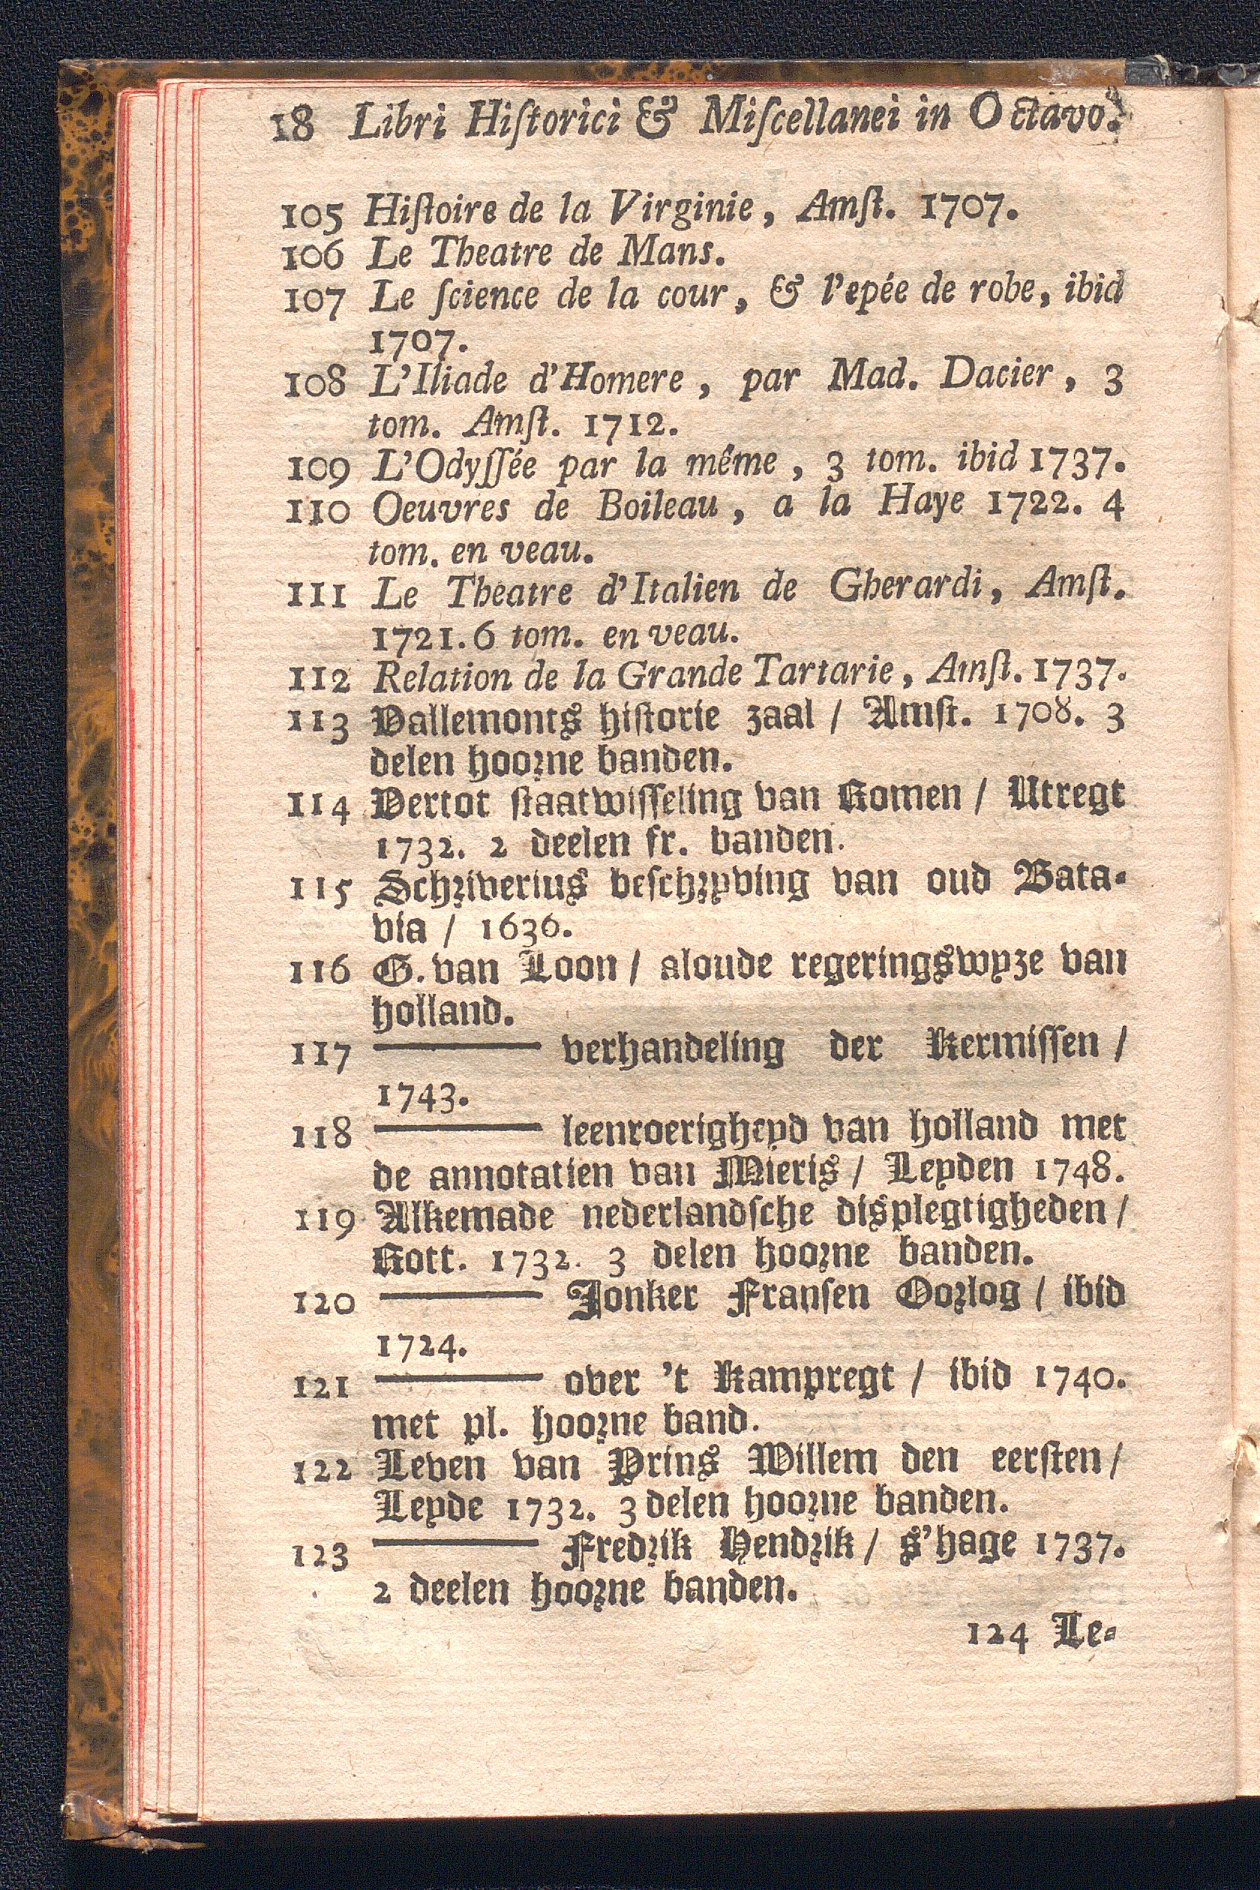 18 Libri Hiſtorici & Miſcellanei in Octavo.
105 Hiſtoire de la Virginie, Amſt. 1707.
106 Le Theatre de Mans.
107 Le ſcience de la cour, & l'epée de robe, ibid
1707.
108 L'Iliade d'Homere, par Mad. Dacier, 3
tom. Amſt. 1712.
109 L'Odyſſée par la même, 3 tom. ibid 1737.
110 Oeuvres de Boileau, a la Haye 1722. 4
tom. en veau.
111 Le Theatre d'Italien de Gherardi, Amſt.
1721. 6 tom. en veau.
112 Relation de la Grande Tartarie, Amſt. 1737.
113 Vallemonts hiſtorie zaal / Amſt. 1708. 3
delen hoorne banden.
114 Vertot ſtaatwiſſeling van Romen / Utregt
1732. 2 deelen fr. banden.
115 Schriverius beſchryving van oud Bata-
via / 1636.
116 G. van Loon / aloude regeringswyze van
holland.
117 ——— verhandeling der Kermiſſen /
1743.
118 ——— leenroerigheyd van holland met
de annotatien van Mieris / Leyden 1748.
119 Alkemade nederlandſche diſplegtigheden /
Rott. 1732. 3 delen hoorne banden.
120 ——— Jonker Franſen Oorlog / ibid
1724.
121 ——— over 't Kampregt / ibid 1740.
met pl. hoorne band.
122 Leven van Prins Willem den eerſten /
Leyde 1732. 3 delen hoorne banden.
123 ——— Fredrik Hendrik / s'hage 1737.
2 deelen hoorne banden.
124 Le-